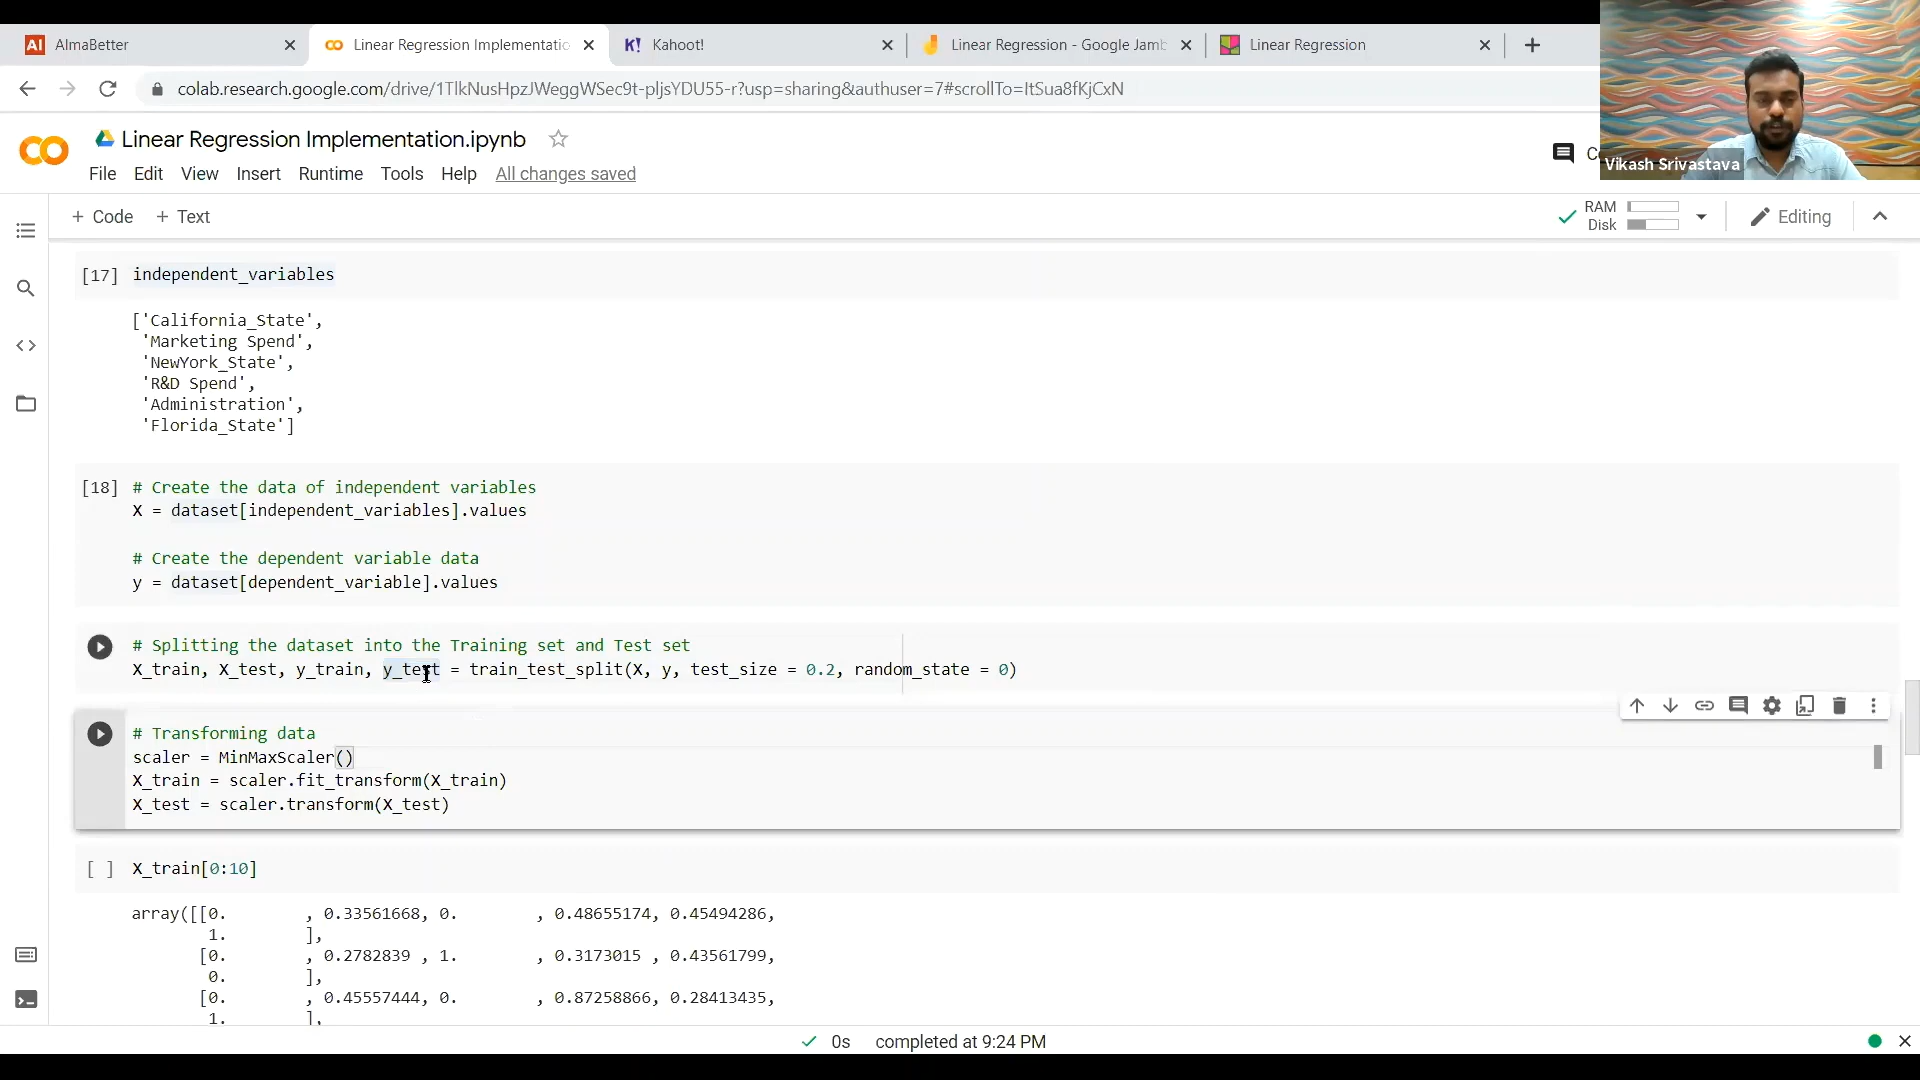 AlmaBetter
Linear Regression Implementatio
Kahoot!
Linear Regression - Google Jamb
Linear Regression
colab.research.google.com/drive/1TlkNusHpzJWeggWSec9t-pljsYDU55-r?usp=sharing&authuser=7#scrollTo=ItSua8fKjCxN
Linear Regression Implementation.ipynb
File Edit View Insert Runtime Tools Help All changes saved
Vikash Srivastava
+ Code + Text
RAM
Disk
Editing
[17] independent_variables
['California_State',
'Marketing Spend',
'NewYork_State',
'R&D Spend',
'Administration',
'Florida_State']
[18] # Create the data of independent variables
X = dataset[independent_variables].values
# Create the dependent variable data
y = dataset[dependent_variable].values
# Splitting the dataset into the Training set and Test set
X_train, X_test, y_train, y_test = train_test_split(X, y, test_size = 0.2, random_state = 0)
# Transforming data
scaler = MinMaxScaler()
X_train = scaler.fit_transform(X_train)
X_test = scaler.transform(X_test)
[ ] X_train[0:10]
array([[0. , 0.33561668, 0. , 0.48655174, 0.45494286,
1. ],
[0. , 0.2782839 , 1. , 0.3173015 , 0.43561799,
0. ],
[0. , 0.45557444, 0. , 0.87258866, 0.28413435,
1. ],
0s completed at 9:24 PM